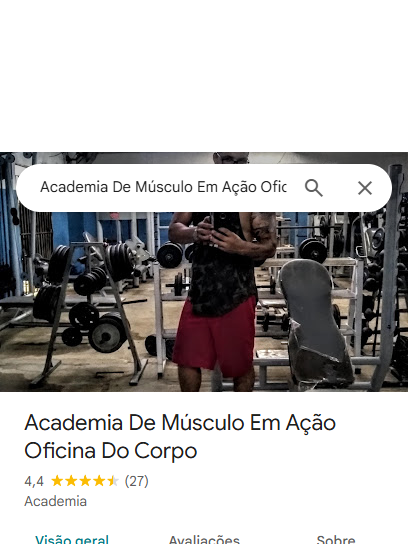 Academia De Músculo Em Ação Ofic
Academia De Músculo Em Ação
Oficina Do Corpo
4,4 (27)
Academia
Visão geral Avaliações Sobre